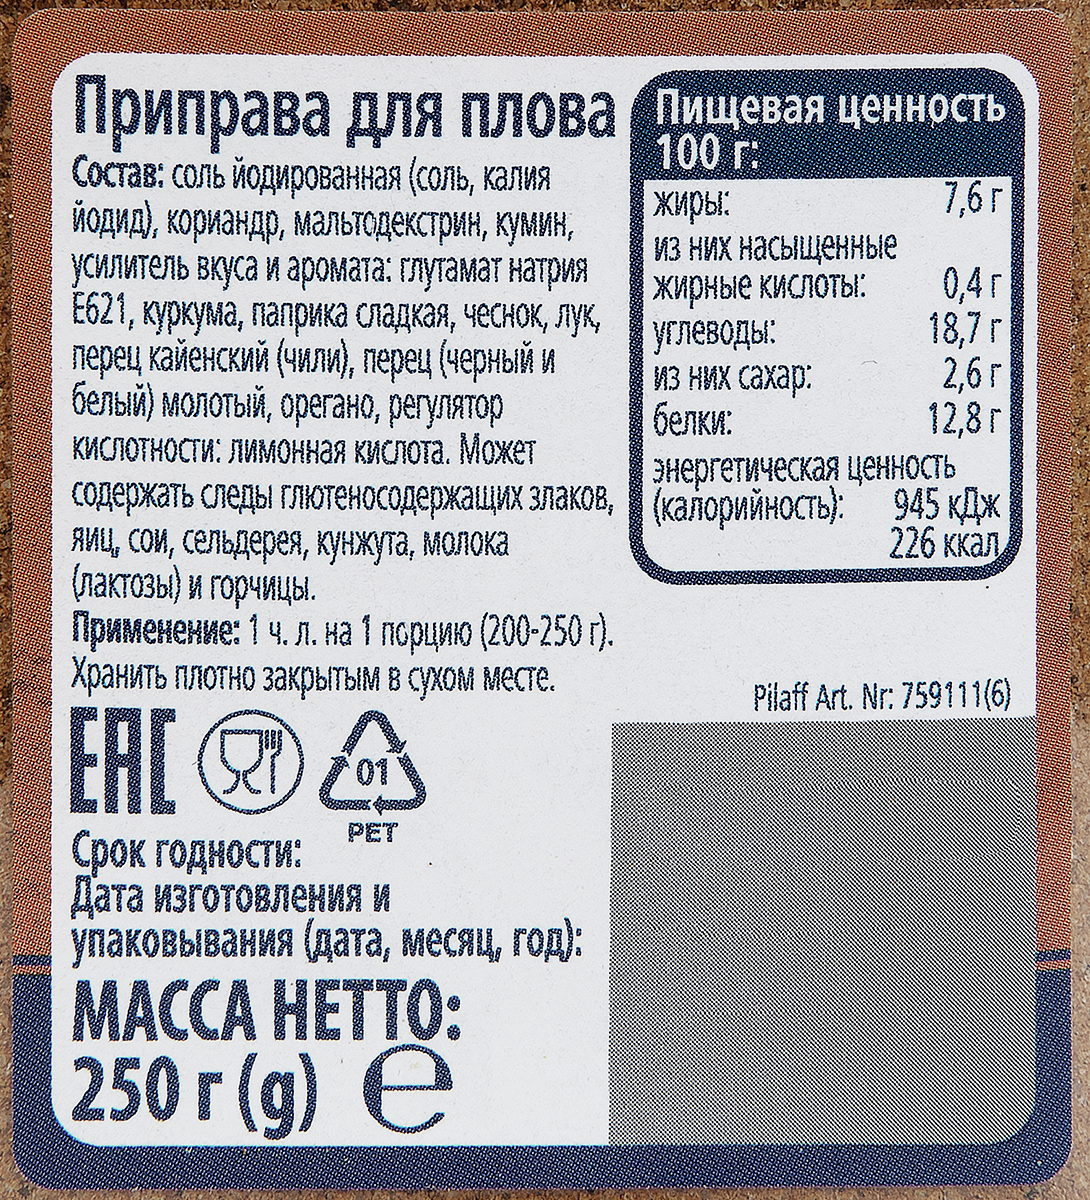 Приправа для плова
Состав: соль йодированная (соль, калия
йодид), кориандр, мальтодекстрин, кумин,
усилитель вкуса и аромата: глутамат натрия
Е621, куркума, паприка сладкая, чеснок, лук,
перец кайенский (чили), перец (черный и
белый) молотый, орегано, регулятор
кислотности: лимонная кислота. Может
содержать следы глютеносодержащих злаков,
яиц, сои, сельдерея, кунжута, молока
(лактозы) и горчицы.
Применение: 1 ч. л. на 1 порцию (200-250 г).
Хранить плотно закрытым в сухом месте.
ЕАС
01
PET
Срок годности:
Дата изготовления и
упаковывания (дата, месяц, год):
МАССА НЕТТО:
250 г (g) e
Пищевая ценность
100 г:
жиры: 7,6 г
из них насыщенные
жирные кислоты: 0,4 г
углеводы: 18,7 г
из них сахар: 2,6 г
белки: 12,8 г
энергетическая ценность
(калорийность): 945 кДж
226 ккал
Pilaff Art. Nr: 759111(6)